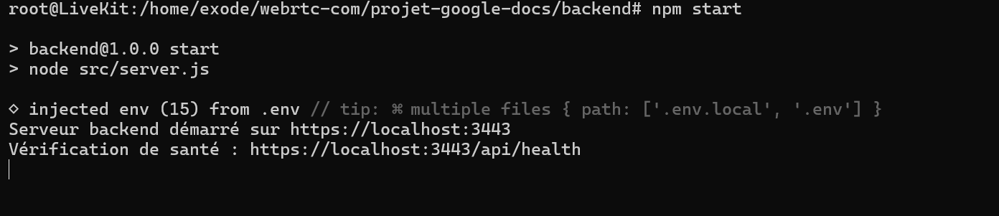 root@LiveKit:/home/exode/webrtc-com/projet-google-docs/backend# npm start
> backend@1.0.0 start
> node src/server.js
◇ injected env (15) from .env // tip: ⌘ multiple files { path: ['.env.local', '.env'] }
Serveur backend démarré sur https://localhost:3443
Vérification de santé : https://localhost:3443/api/health